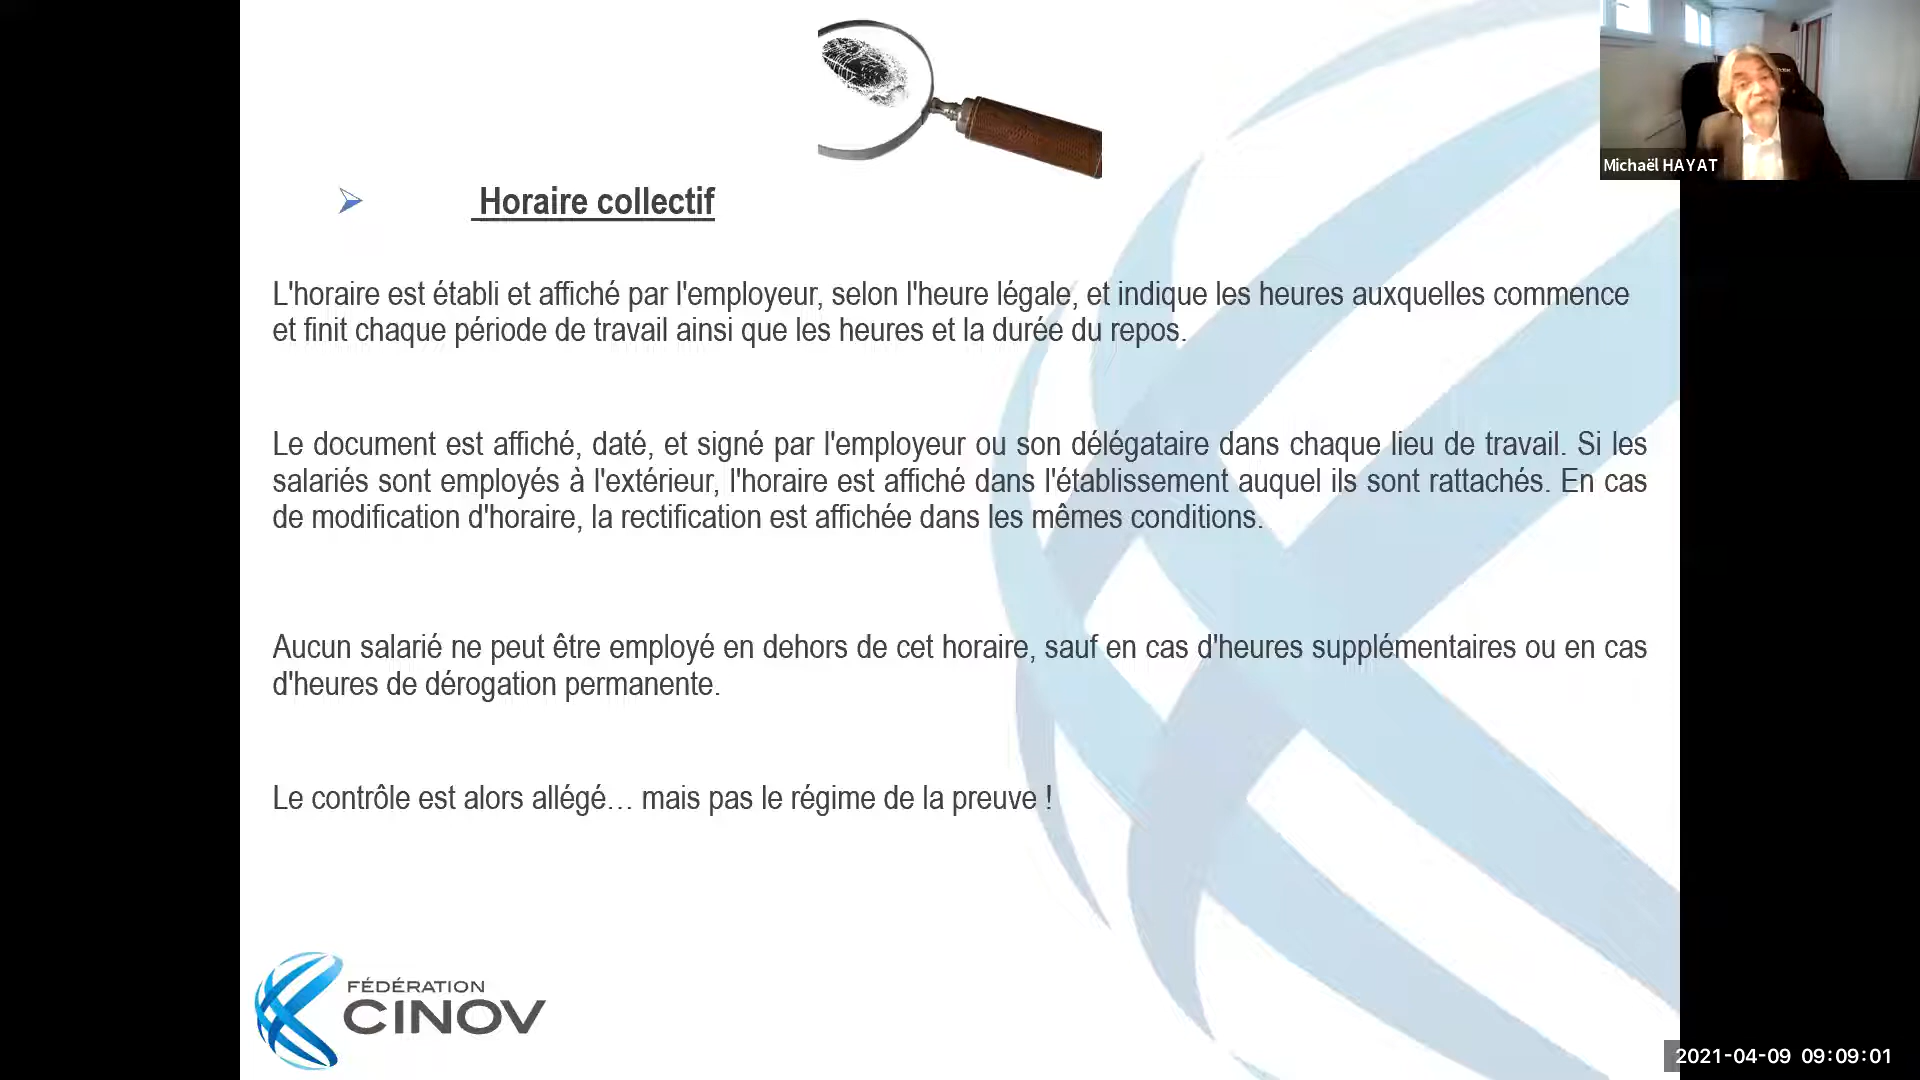 Michaël HAYAT
Horaire collectif
L'horaire est établi et affiché par l'employeur, selon l'heure légale, et indique les heures auxquelles commence
et finit chaque période de travail ainsi que les heures et la durée du repos.
Le document est affiché, daté, et signé par l'employeur ou son délégataire dans chaque lieu de travail. Si les
salariés sont employés à l'extérieur, l'horaire est affiché dans l'établissement auquel ils sont rattachés. En cas
de modification d'horaire, la rectification est affichée dans les mêmes conditions.
Aucun salarié ne peut être employé en dehors de cet horaire, sauf en cas d'heures supplémentaires ou en cas
d'heures de dérogation permanente.
Le contrôle est alors allégé… mais pas le régime de la preuve !
FÉDÉRATION
CINOV
2021-04-09 09:09:01